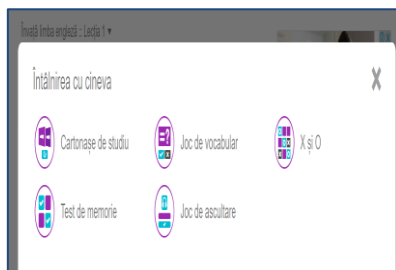 Învață limba engleză :: Lecția 1 ▾
Întâlnirea cu cineva
Cartonașe de studiu
Joc de vocabular
X și O
Test de memorie
Joc de ascultare